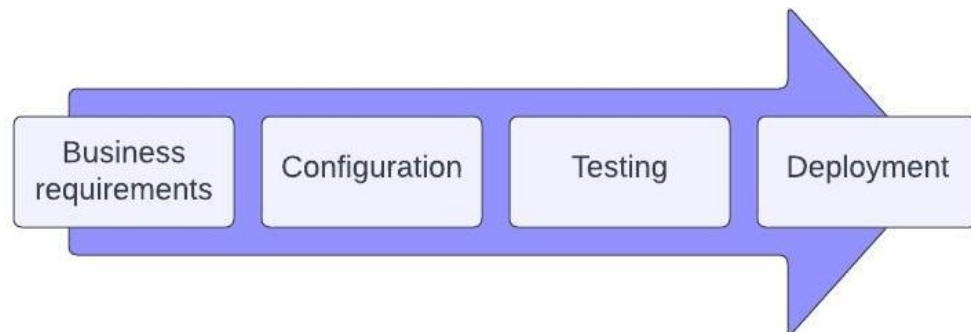 Business
requirements
Configuration
Testing
Deployment